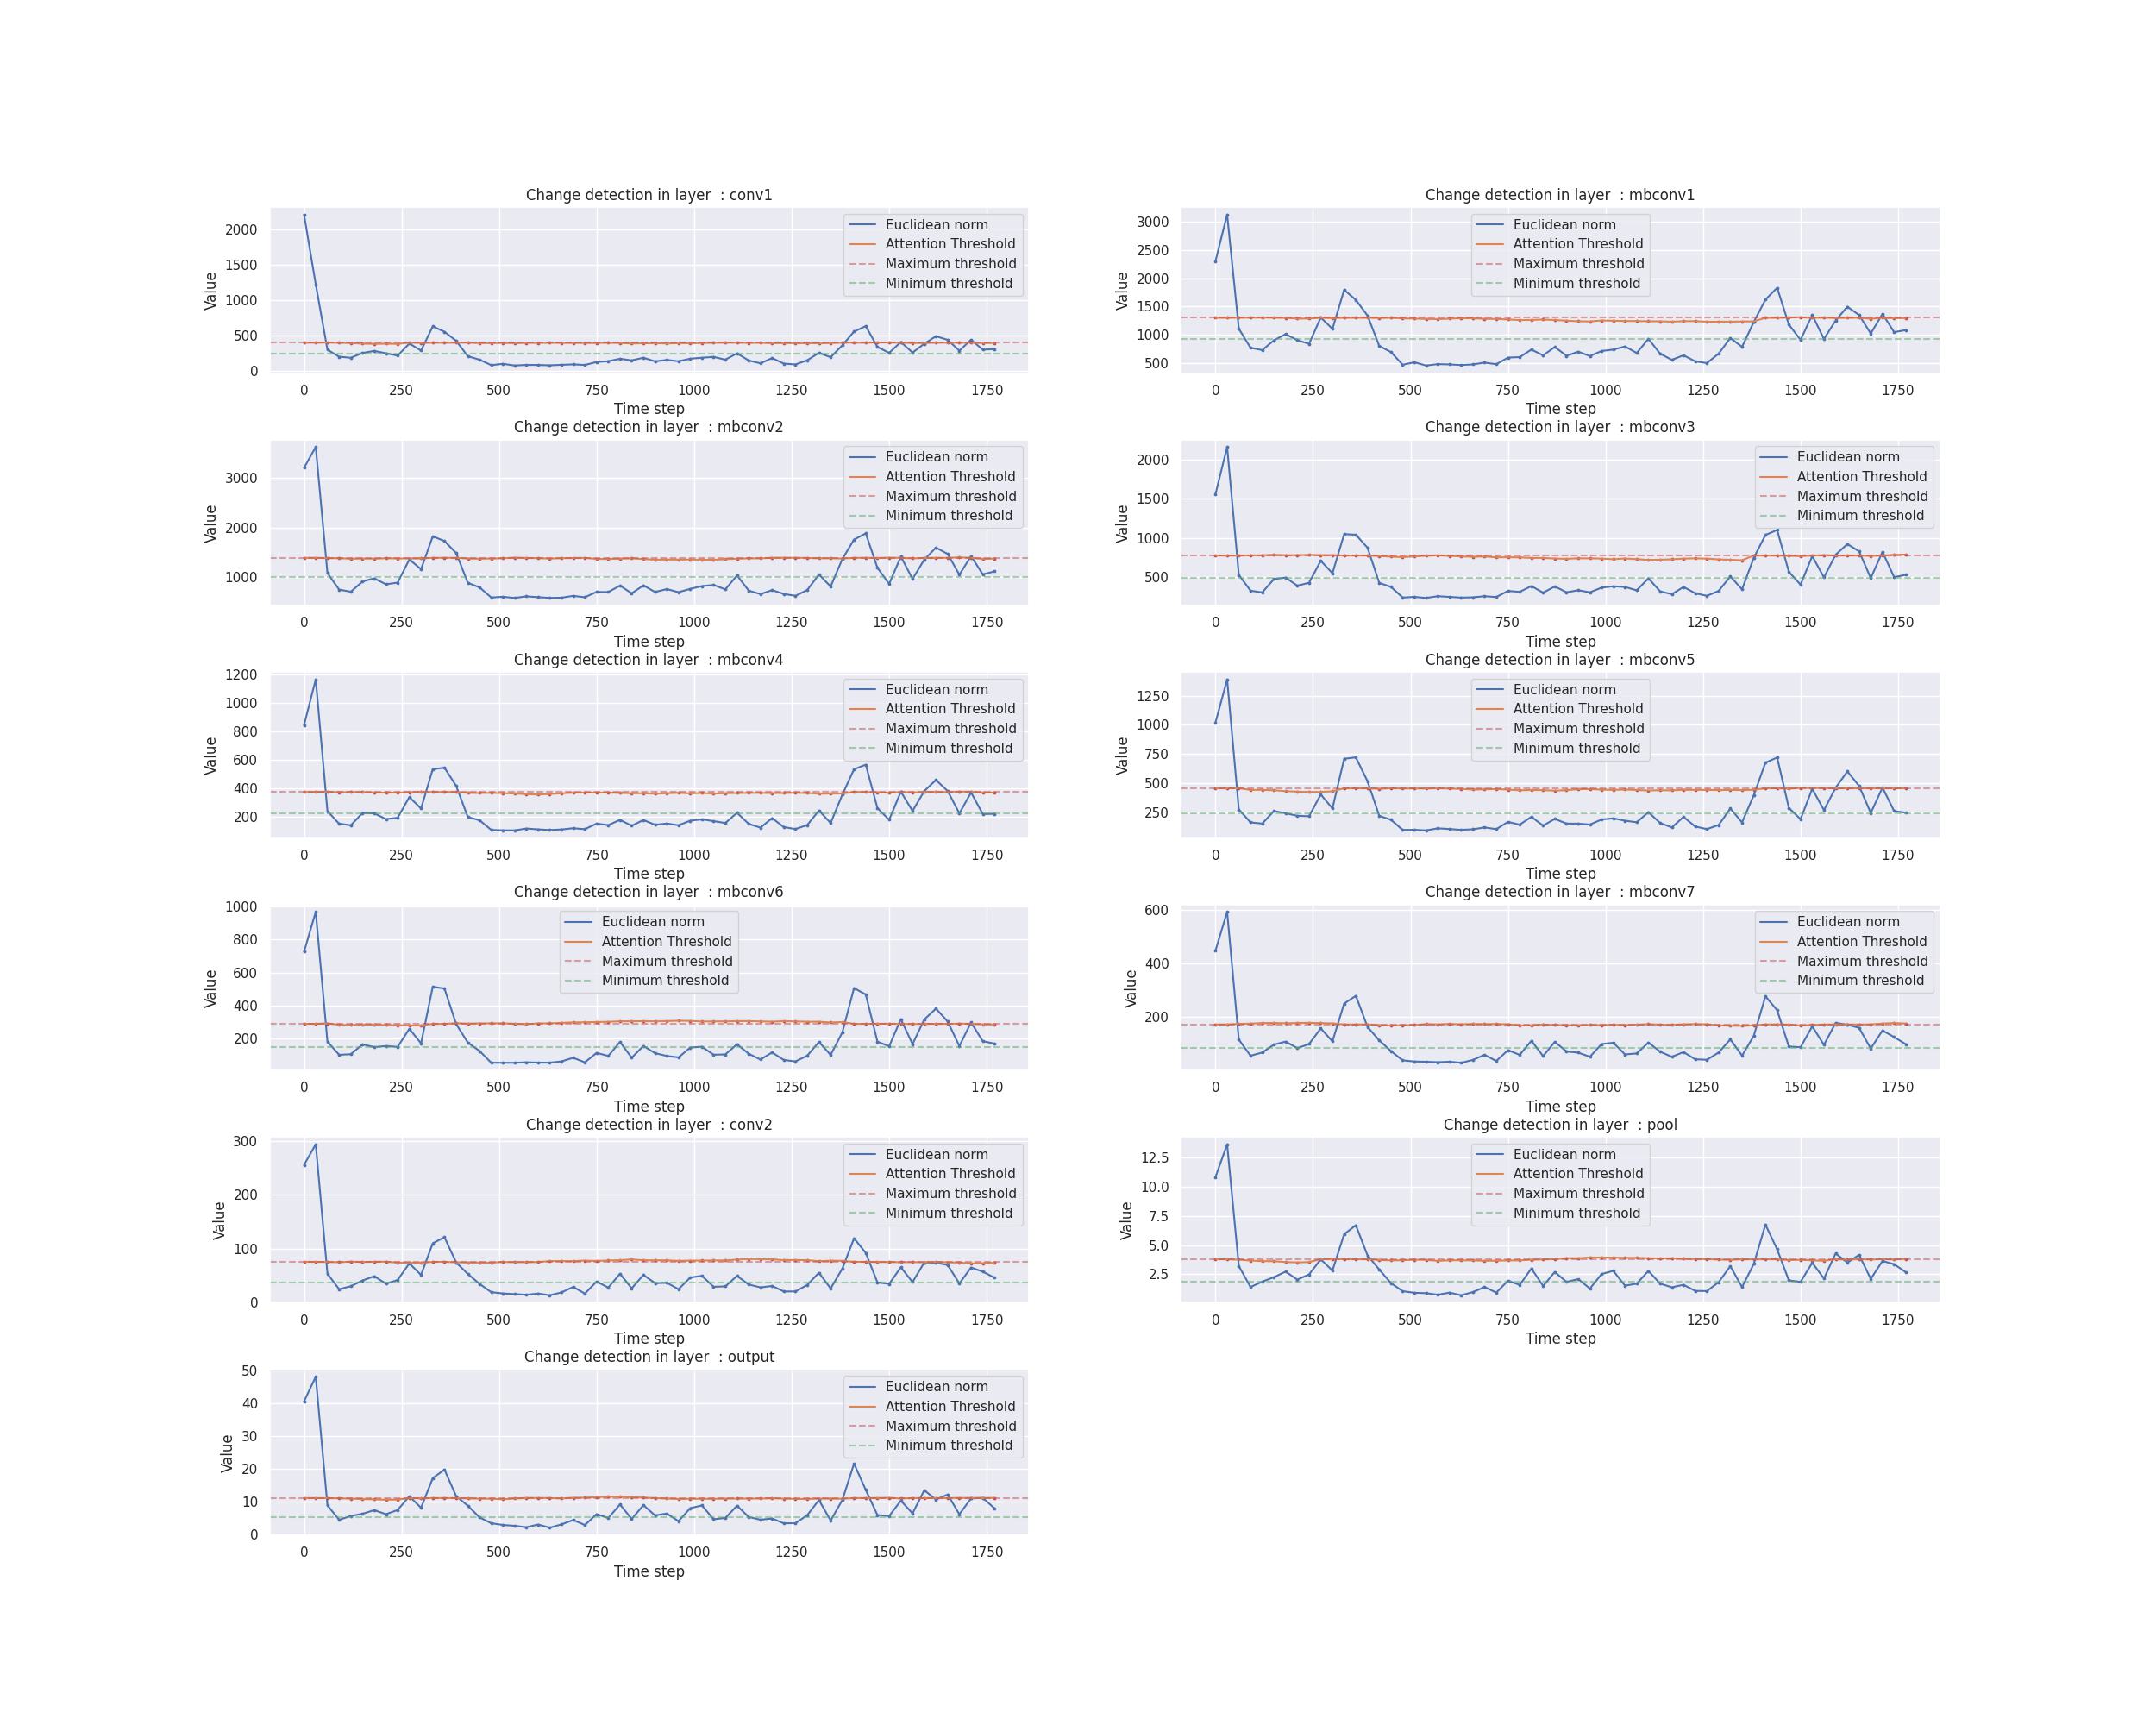 Change detection in layer : conv1
Value
2000
1500
1000
500
0
Euclidean norm
Attention Threshold
Maximum threshold
Minimum threshold
0 250 500 750 1000 1250 1500 1750
Time step
Change detection in layer : mbconv1
Value
3000
2500
2000
1500
1000
500
Euclidean norm
Attention Threshold
Maximum threshold
Minimum threshold
0 250 500 750 1000 1250 1500 1750
Time step
Change detection in layer : mbconv2
Value
3000
2000
1000
Euclidean norm
Attention Threshold
Maximum threshold
Minimum threshold
0 250 500 750 1000 1250 1500 1750
Time step
Change detection in layer : mbconv3
Value
2000
1500
1000
500
Euclidean norm
Attention Threshold
Maximum threshold
Minimum threshold
0 250 500 750 1000 1250 1500 1750
Time step
Change detection in layer : mbconv4
Value
1200
1000
800
600
400
200
Euclidean norm
Attention Threshold
Maximum threshold
Minimum threshold
0 250 500 750 1000 1250 1500 1750
Time step
Change detection in layer : mbconv5
Value
1250
1000
750
500
250
Euclidean norm
Attention Threshold
Maximum threshold
Minimum threshold
0 250 500 750 1000 1250 1500 1750
Time step
Change detection in layer : mbconv6
Value
1000
800
600
400
200
Euclidean norm
Attention Threshold
Maximum threshold
Minimum threshold
0 250 500 750 1000 1250 1500 1750
Time step
Change detection in layer : mbconv7
Value
600
400
200
Euclidean norm
Attention Threshold
Maximum threshold
Minimum threshold
0 250 500 750 1000 1250 1500 1750
Time step
Change detection in layer : conv2
Value
300
200
100
0
Euclidean norm
Attention Threshold
Maximum threshold
Minimum threshold
0 250 500 750 1000 1250 1500 1750
Time step
Change detection in layer : pool
Value
12.5
10.0
7.5
5.0
2.5
Euclidean norm
Attention Threshold
Maximum threshold
Minimum threshold
0 250 500 750 1000 1250 1500 1750
Time step
Change detection in layer : output
Value
50
40
30
20
10
0
Euclidean norm
Attention Threshold
Maximum threshold
Minimum threshold
0 250 500 750 1000 1250 1500 1750
Time step